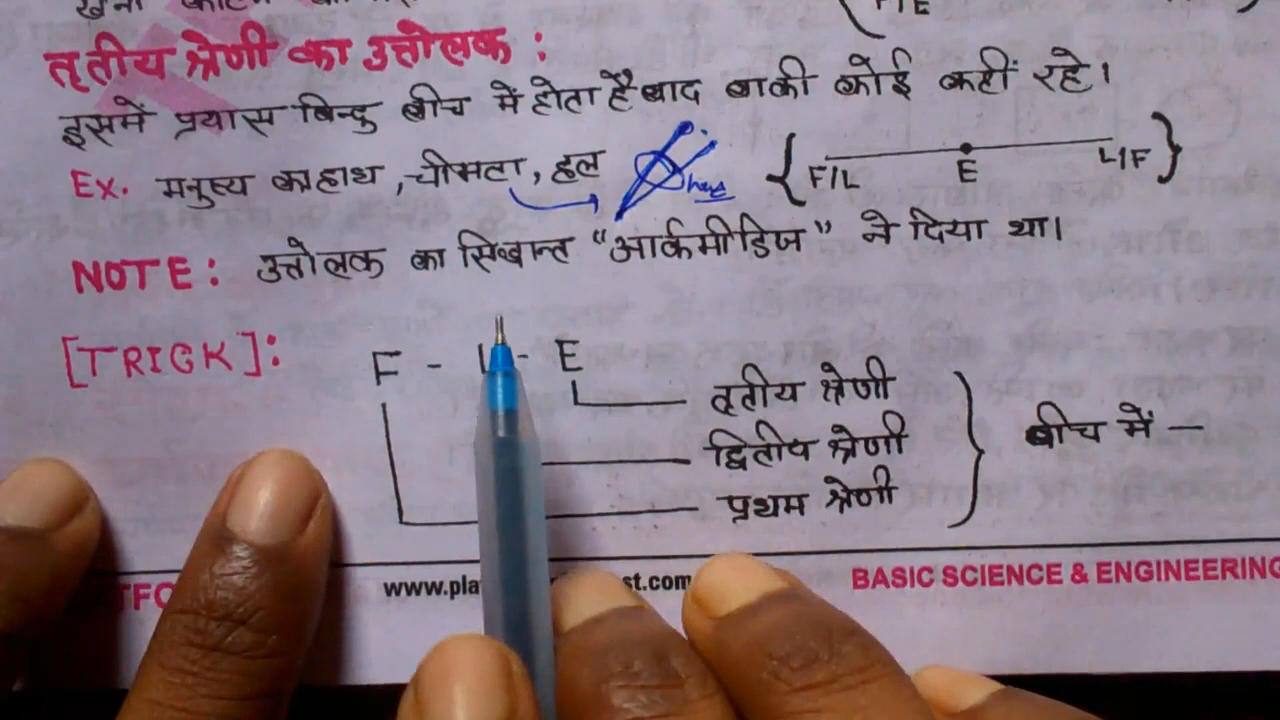 F/E
तृतीय श्रेणी का उत्तोलक :
इसमें प्रयास बिन्दु बीच में होता है बाद बाकी कोई कहीं रहे।
Ex. मनुष्य का हाथ , चीमटा , हल
F/L E L/F
NOTE : उत्तोलक का सिद्धान्त “आर्कमीडिज” ने दिया था।
[TRICK]: F - L - E
तृतीय श्रेणी
द्वितीय श्रेणी बीच में —
प्रथम श्रेणी
www.pla st.com BASIC SCIENCE & ENGINEERING